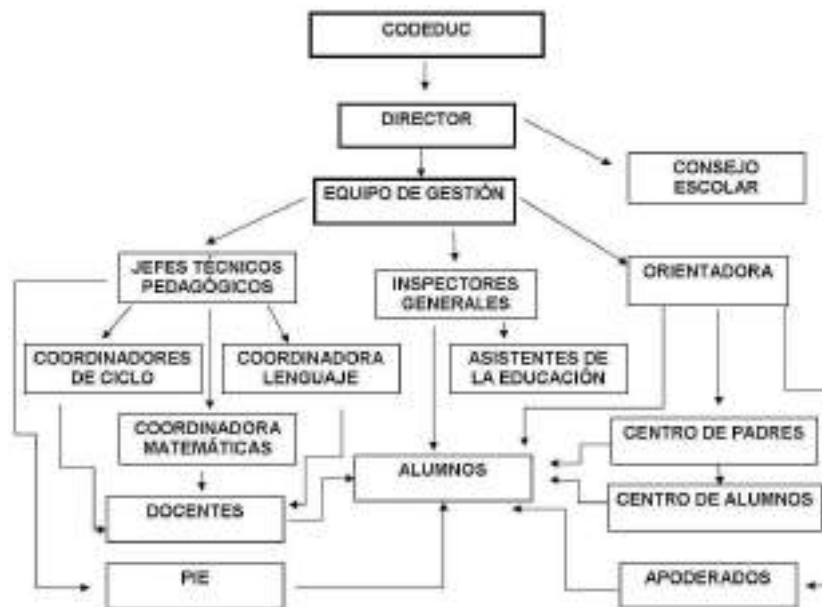 CODEDUC
DIRECTOR
CONSEJO
ESCOLAR
EQUIPO DE GESTIÓN
JEFES TÉCNICOS
PEDAGÓGICOS
INSPECTORES
GENERALES
ORIENTADORA
COORDINADORES
DE CICLO
COORDINADORA
LENGUAJE
ASISTENTES DE
LA EDUCACIÓN
COORDINADORA
MATEMÁTICAS
CENTRO DE PADRES
ALUMNOS
CENTRO DE ALUMNOS
DOCENTES
PIE
APODERADOS